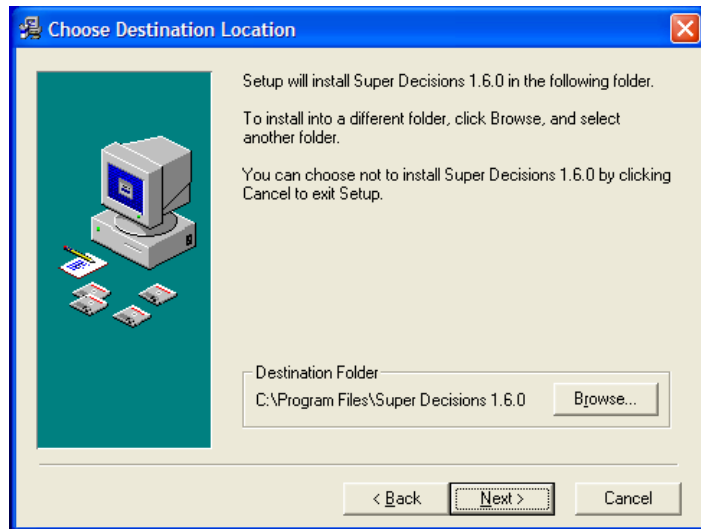 Choose Destination Location
Setup will install Super Decisions 1.6.0 in the following folder.
To install into a different folder, click Browse, and select
another folder.
You can choose not to install Super Decisions 1.6.0 by clicking
Cancel to exit Setup.
Destination Folder
C:\Program Files\Super Decisions 1.6.0
Browse...
< Back
Next >
Cancel